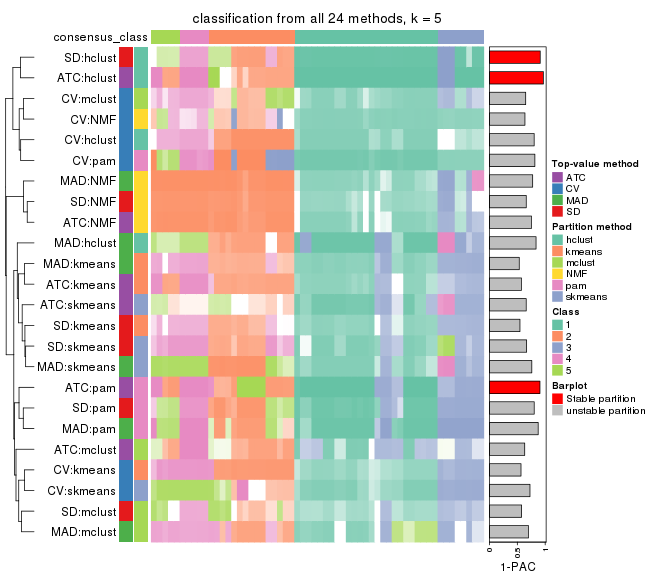 classification from all 24 methods, k = 5
consensus_class
SD:hclust
ATC:hclust
CV:mclust
CV:NMF
CV:hclust
CV:pam
MAD:NMF
SD:NMF
ATC:NMF
MAD:hclust
MAD:kmeans
ATC:kmeans
ATC:skmeans
SD:kmeans
SD:skmeans
MAD:skmeans
ATC:pam
SD:pam
MAD:pam
ATC:mclust
CV:kmeans
CV:skmeans
SD:mclust
MAD:mclust
0
0.5
1
1-PAC
Top-value method
ATC
CV
MAD
SD
Partition method
hclust
kmeans
mclust
NMF
pam
skmeans
Class
1
2
3
4
5
Barplot
Stable partition
unstable partition